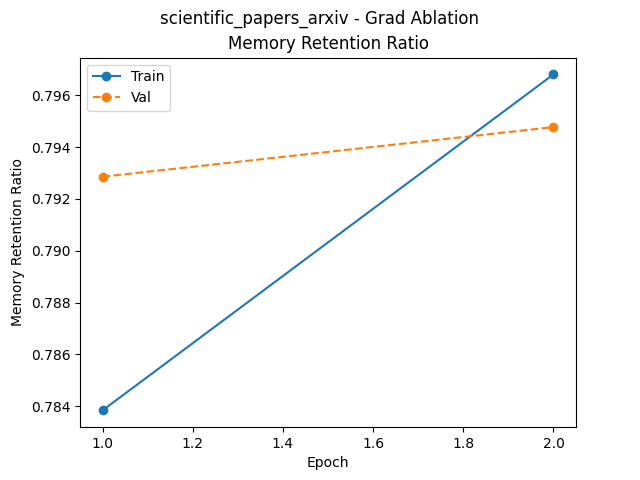 scientific_papers_arxiv - Grad Ablation
Memory Retention Ratio
Train
Val
0.796
0.794
0.792
0.790
0.788
0.786
0.784
Memory Retention Ratio
1.0 1.2 1.4 1.6 1.8 2.0
Epoch